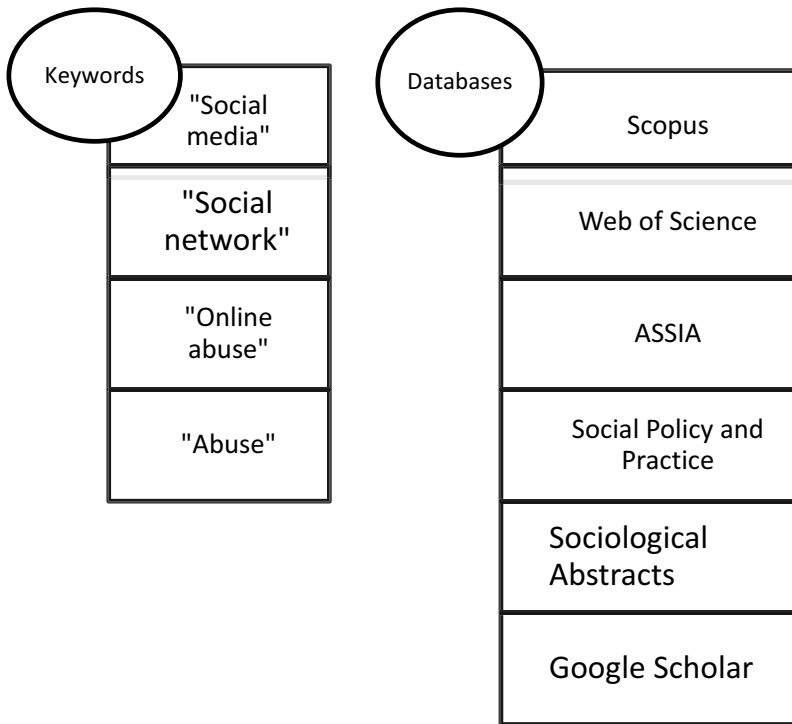 Keywords
"Social
media"
"Social
network"
"Online
abuse"
"Abuse"
Databases
Scopus
Web of Science
ASSIA
Social Policy and
Practice
Sociological
Abstracts
Google Scholar